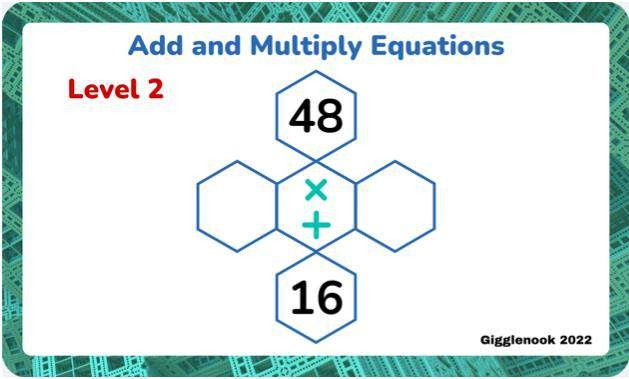 Add and Multiply Equations
Level 2
48
×
+
16
Gigglenook 2022